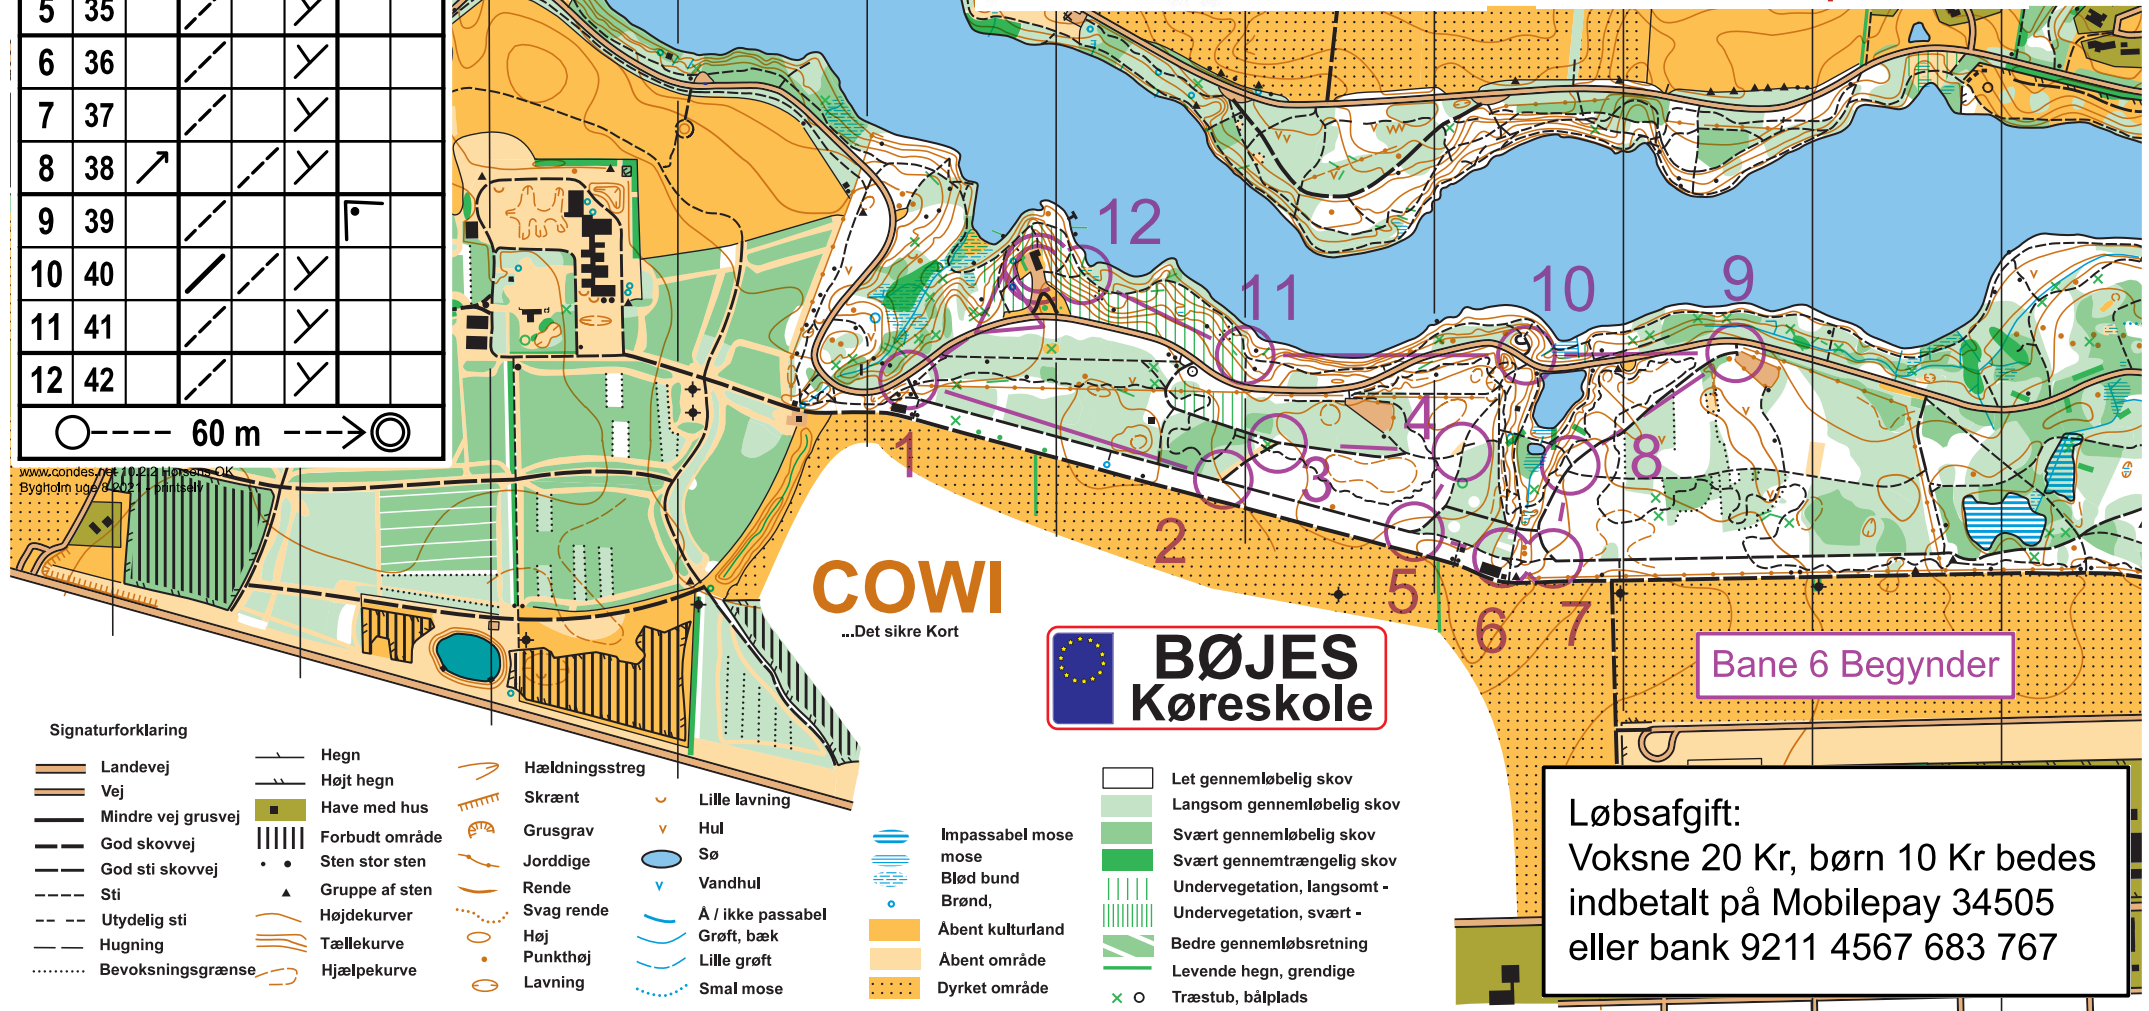 5 35
6 36
7 37
8 38
9 39
10 40
11 41
12 42
60 m
www.condes.net 10.2.2 Horsens OK
Bygholm uge 8 2021 - printselv
12
11
10
9
1
2
3
4
5
6
7
8
COWI
...Det sikre Kort
BØJES
Køreskole
Bane 6 Begynder
Signaturforklaring
Landevej
Vej
Mindre vej grusvej
God skovvej
God sti skovvej
Sti
Utydelig sti
Hugning
Bevoksningsgrænse
Hegn
Højt hegn
Have med hus
Forbudt område
Sten stor sten
Gruppe af sten
Højdekurver
Tællekurve
Hjælpekurve
Hældningsstreg
Skrænt
Grusgrav
Jorddige
Rende
Svag rende
Høj
Punkthøj
Lavning
Lille lavning
Hul
Sø
Vandhul
Å / ikke passabel
Grøft, bæk
Lille grøft
Smal mose
Impassabel mose
mose
Blød bund
Brønd,
Åbent kulturland
Åbent område
Dyrket område
Let gennemløbelig skov
Langsom gennemløbelig skov
Svært gennemløbelig skov
Svært gennemtrængelig skov
Undervegetation, langsomt -
Undervegetation, svært -
Bedre gennemløbsretning
Levende hegn, grendige
Træstub, bålplads
Løbsafgift:
Voksne 20 Kr, børn 10 Kr bedes
indbetalt på Mobilepay 34505
eller bank 9211 4567 683 767